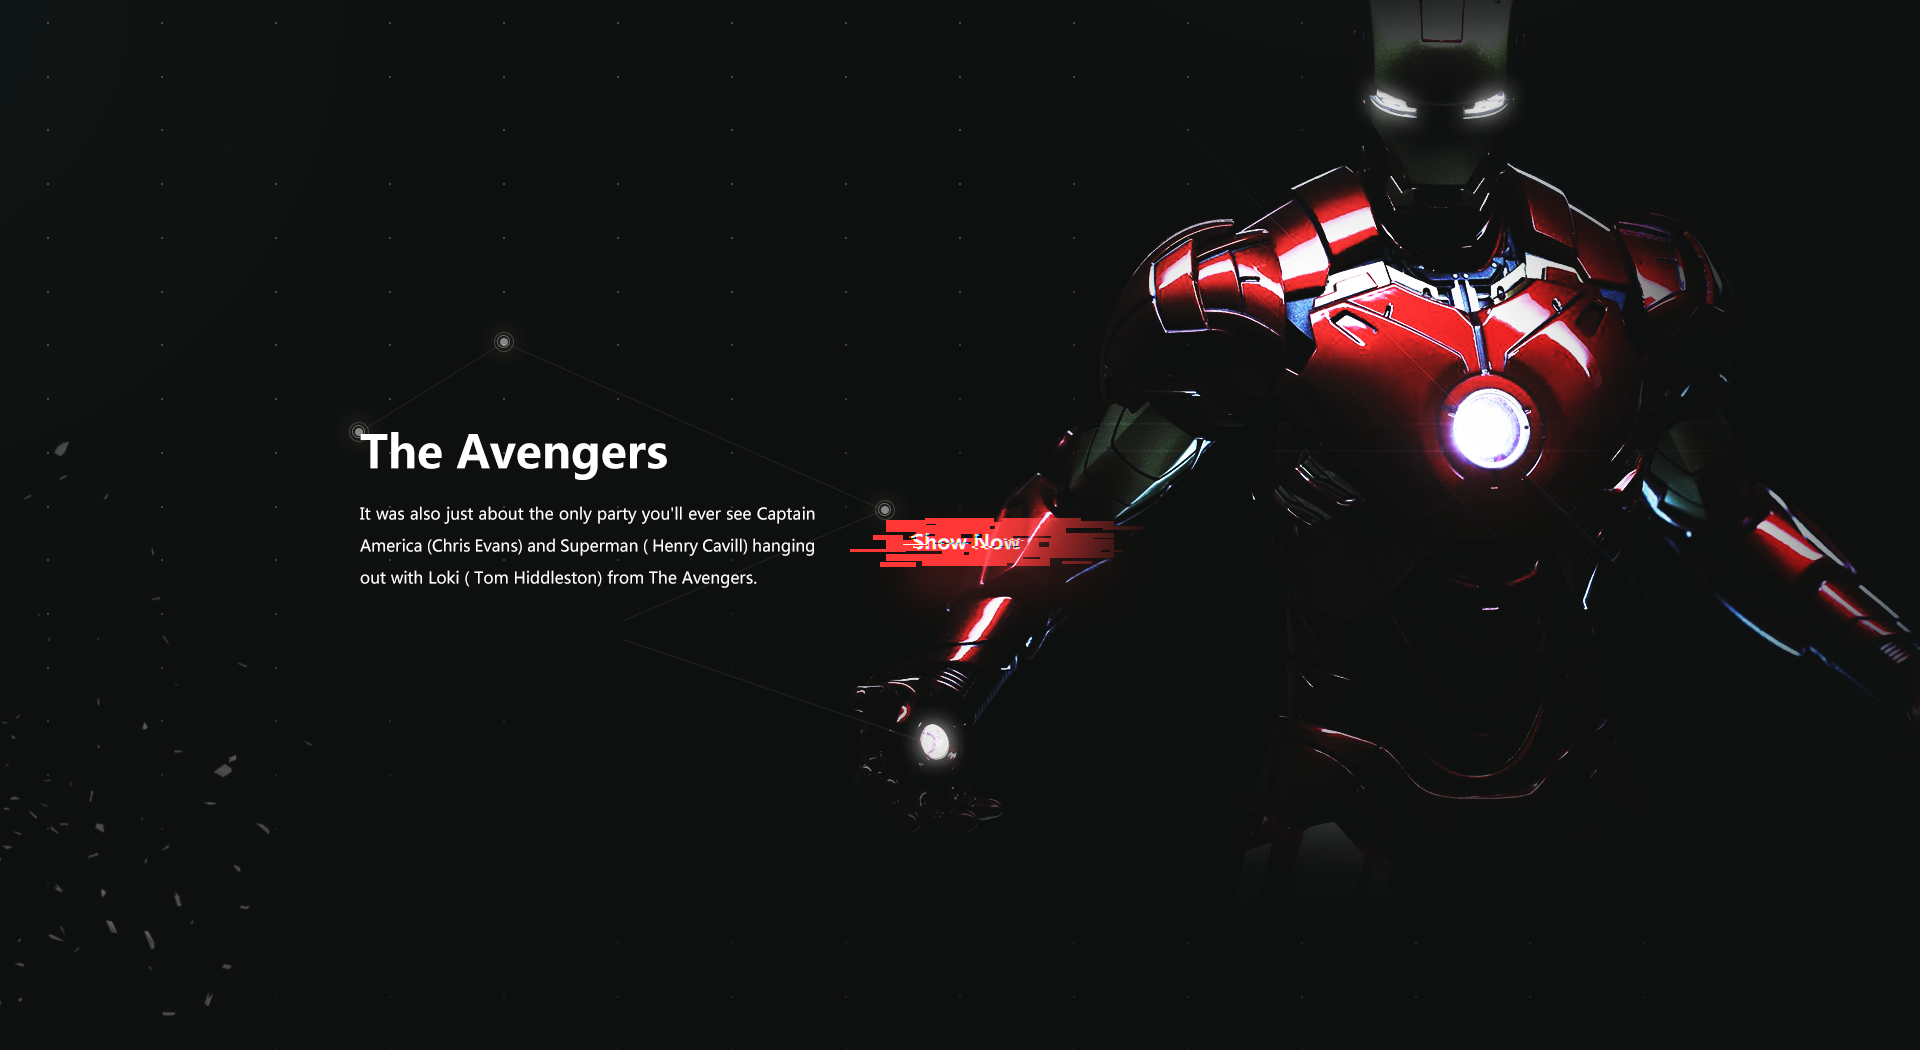 The Avengers
It was also just about the only party you'll ever see Captain
America (Chris Evans) and Superman ( Henry Cavill) hanging
out with Loki ( Tom Hiddleston) from The Avengers.
Show Now